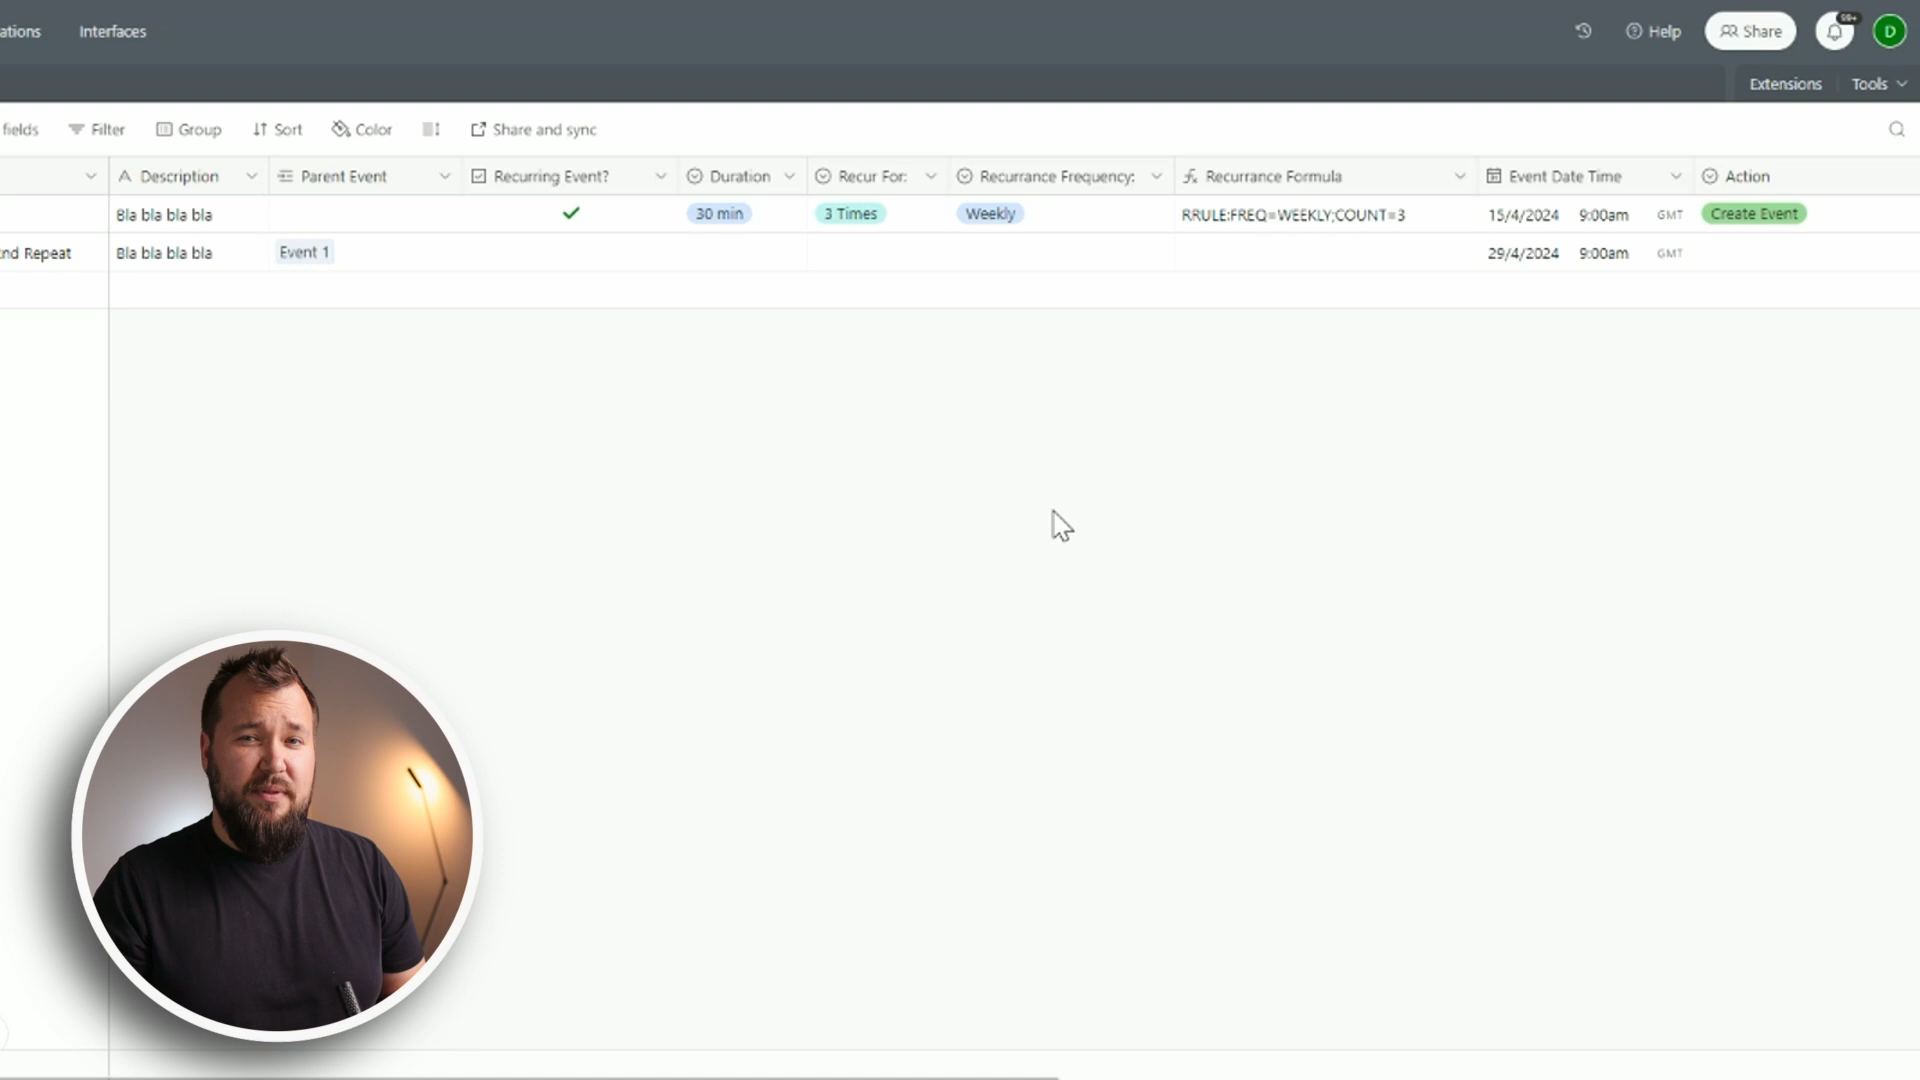 ations Interfaces Help Share 99+ D
Extensions Tools
fields Filter Group Sort Color Share and sync
Description Parent Event Recurring Event? Duration Recur For: Recurrance Frequency: Recurrance Formula Event Date Time Action
Bla bla bla bla 30 min 3 Times Weekly RRULE:FREQ=WEEKLY;COUNT=3 15/4/2024 9:00am GMT Create Event
nd Repeat Bla bla bla bla Event 1 29/4/2024 9:00am GMT